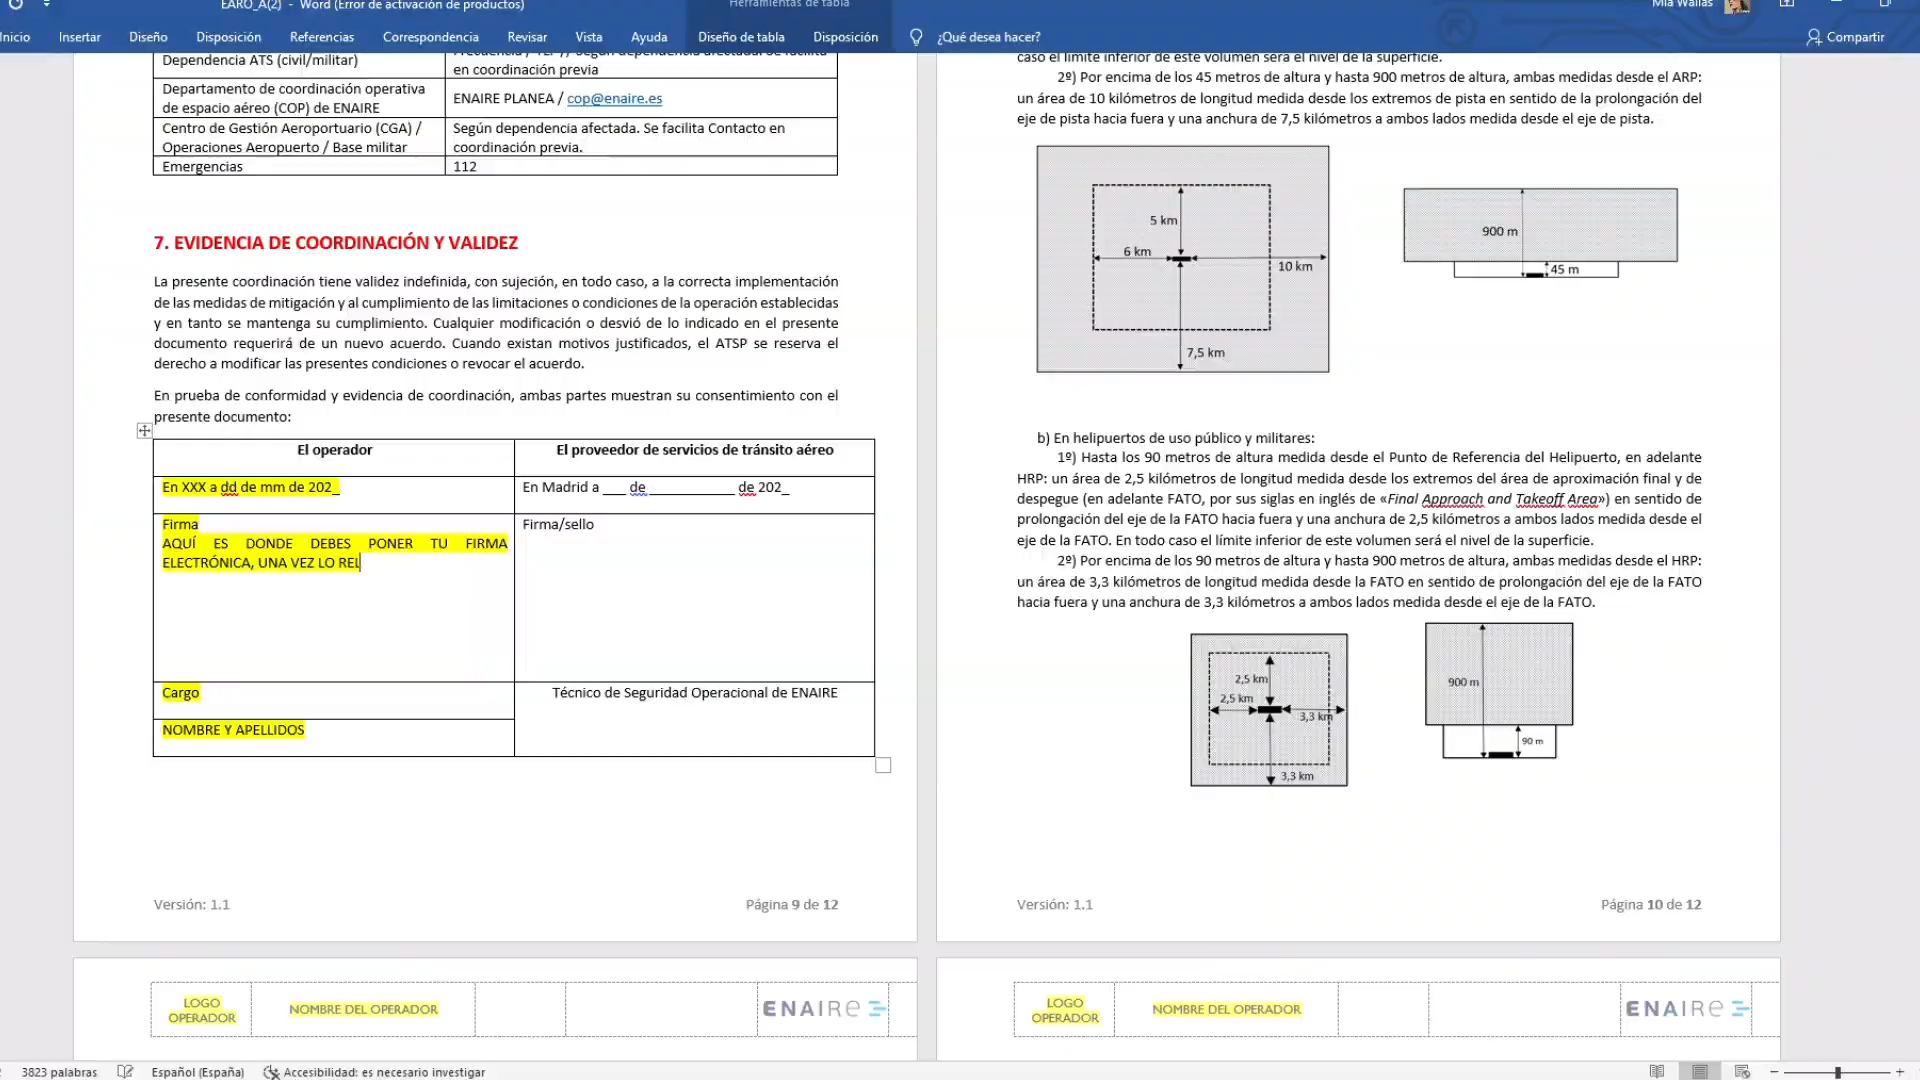 EARO_A(2) - Word (Error de activación de productos)
Herramientas de tabla
Mia Wallas
Inicio Insertar Diseño Disposición Referencias Correspondencia Revisar Vista Ayuda Diseño de tabla Disposición ¿Qué desea hacer? Compartir
Dependencia ATS (civil/militar)
en coordinación previa
Departamento de coordinación operativa
de espacio aéreo (COP) de ENAIRE
ENAIRE PLANEA / cop@enaire.es
Centro de Gestión Aeroportuario (CGA) /
Operaciones Aeropuerto / Base militar
Según dependencia afectada. Se facilita Contacto en
coordinación previa.
Emergencias
112
7. EVIDENCIA DE COORDINACIÓN Y VALIDEZ
La presente coordinación tiene validez indefinida, con sujeción, en todo caso, a la correcta implementación
de las medidas de mitigación y al cumplimiento de las limitaciones o condiciones de la operación establecidas
y en tanto se mantenga su cumplimiento. Cualquier modificación o desvió de lo indicado en el presente
documento requerirá de un nuevo acuerdo. Cuando existan motivos justificados, el ATSP se reserva el
derecho a modificar las presentes condiciones o revocar el acuerdo.
En prueba de conformidad y evidencia de coordinación, ambas partes muestran su consentimiento con el
presente documento:
El operador
El proveedor de servicios de tránsito aéreo
En XXX a dd de mm de 202_
En Madrid a ___ de ___________ de 202_
Firma
AQUÍ ES DONDE DEBES PONER TU FIRMA
ELECTRÓNICA, UNA VEZ LO REL
Firma/sello
Cargo
Técnico de Seguridad Operacional de ENAIRE
NOMBRE Y APELLIDOS
Versión: 1.1
Página 9 de 12
caso el límite inferior de este volumen será el nivel de la superficie.
2º) Por encima de los 45 metros de altura y hasta 900 metros de altura, ambas medidas desde el ARP:
un área de 10 kilómetros de longitud medida desde los extremos de pista en sentido de la prolongación del
eje de pista hacia fuera y una anchura de 7,5 kilómetros a ambos lados medida desde el eje de pista.
5 km
6 km
10 km
7,5 km
900 m
45 m
b) En helipuertos de uso público y militares:
1º) Hasta los 90 metros de altura medida desde el Punto de Referencia del Helipuerto, en adelante
HRP: un área de 2,5 kilómetros de longitud medida desde los extremos del área de aproximación final y de
despegue (en adelante FATO, por sus siglas en inglés de «Final Approach and Takeoff Area») en sentido de
prolongación del eje de la FATO hacia fuera y una anchura de 2,5 kilómetros a ambos lados medida desde el
eje de la FATO. En todo caso el límite inferior de este volumen será el nivel de la superficie.
2º) Por encima de los 90 metros de altura y hasta 900 metros de altura, ambas medidas desde el HRP:
un área de 3,3 kilómetros de longitud medida desde la FATO en sentido de prolongación del eje de la FATO
hacia fuera y una anchura de 3,3 kilómetros a ambos lados medida desde el eje de la FATO.
2,5 km
2,5 km
3,3 km
3,3 km
900 m
90 m
Versión: 1.1
Página 10 de 12
LOGO
OPERADOR
NOMBRE DEL OPERADOR
ENAIRE
LOGO
OPERADOR
NOMBRE DEL OPERADOR
ENAIRE
3823 palabras Español (España) Accesibilidad: es necesario investigar